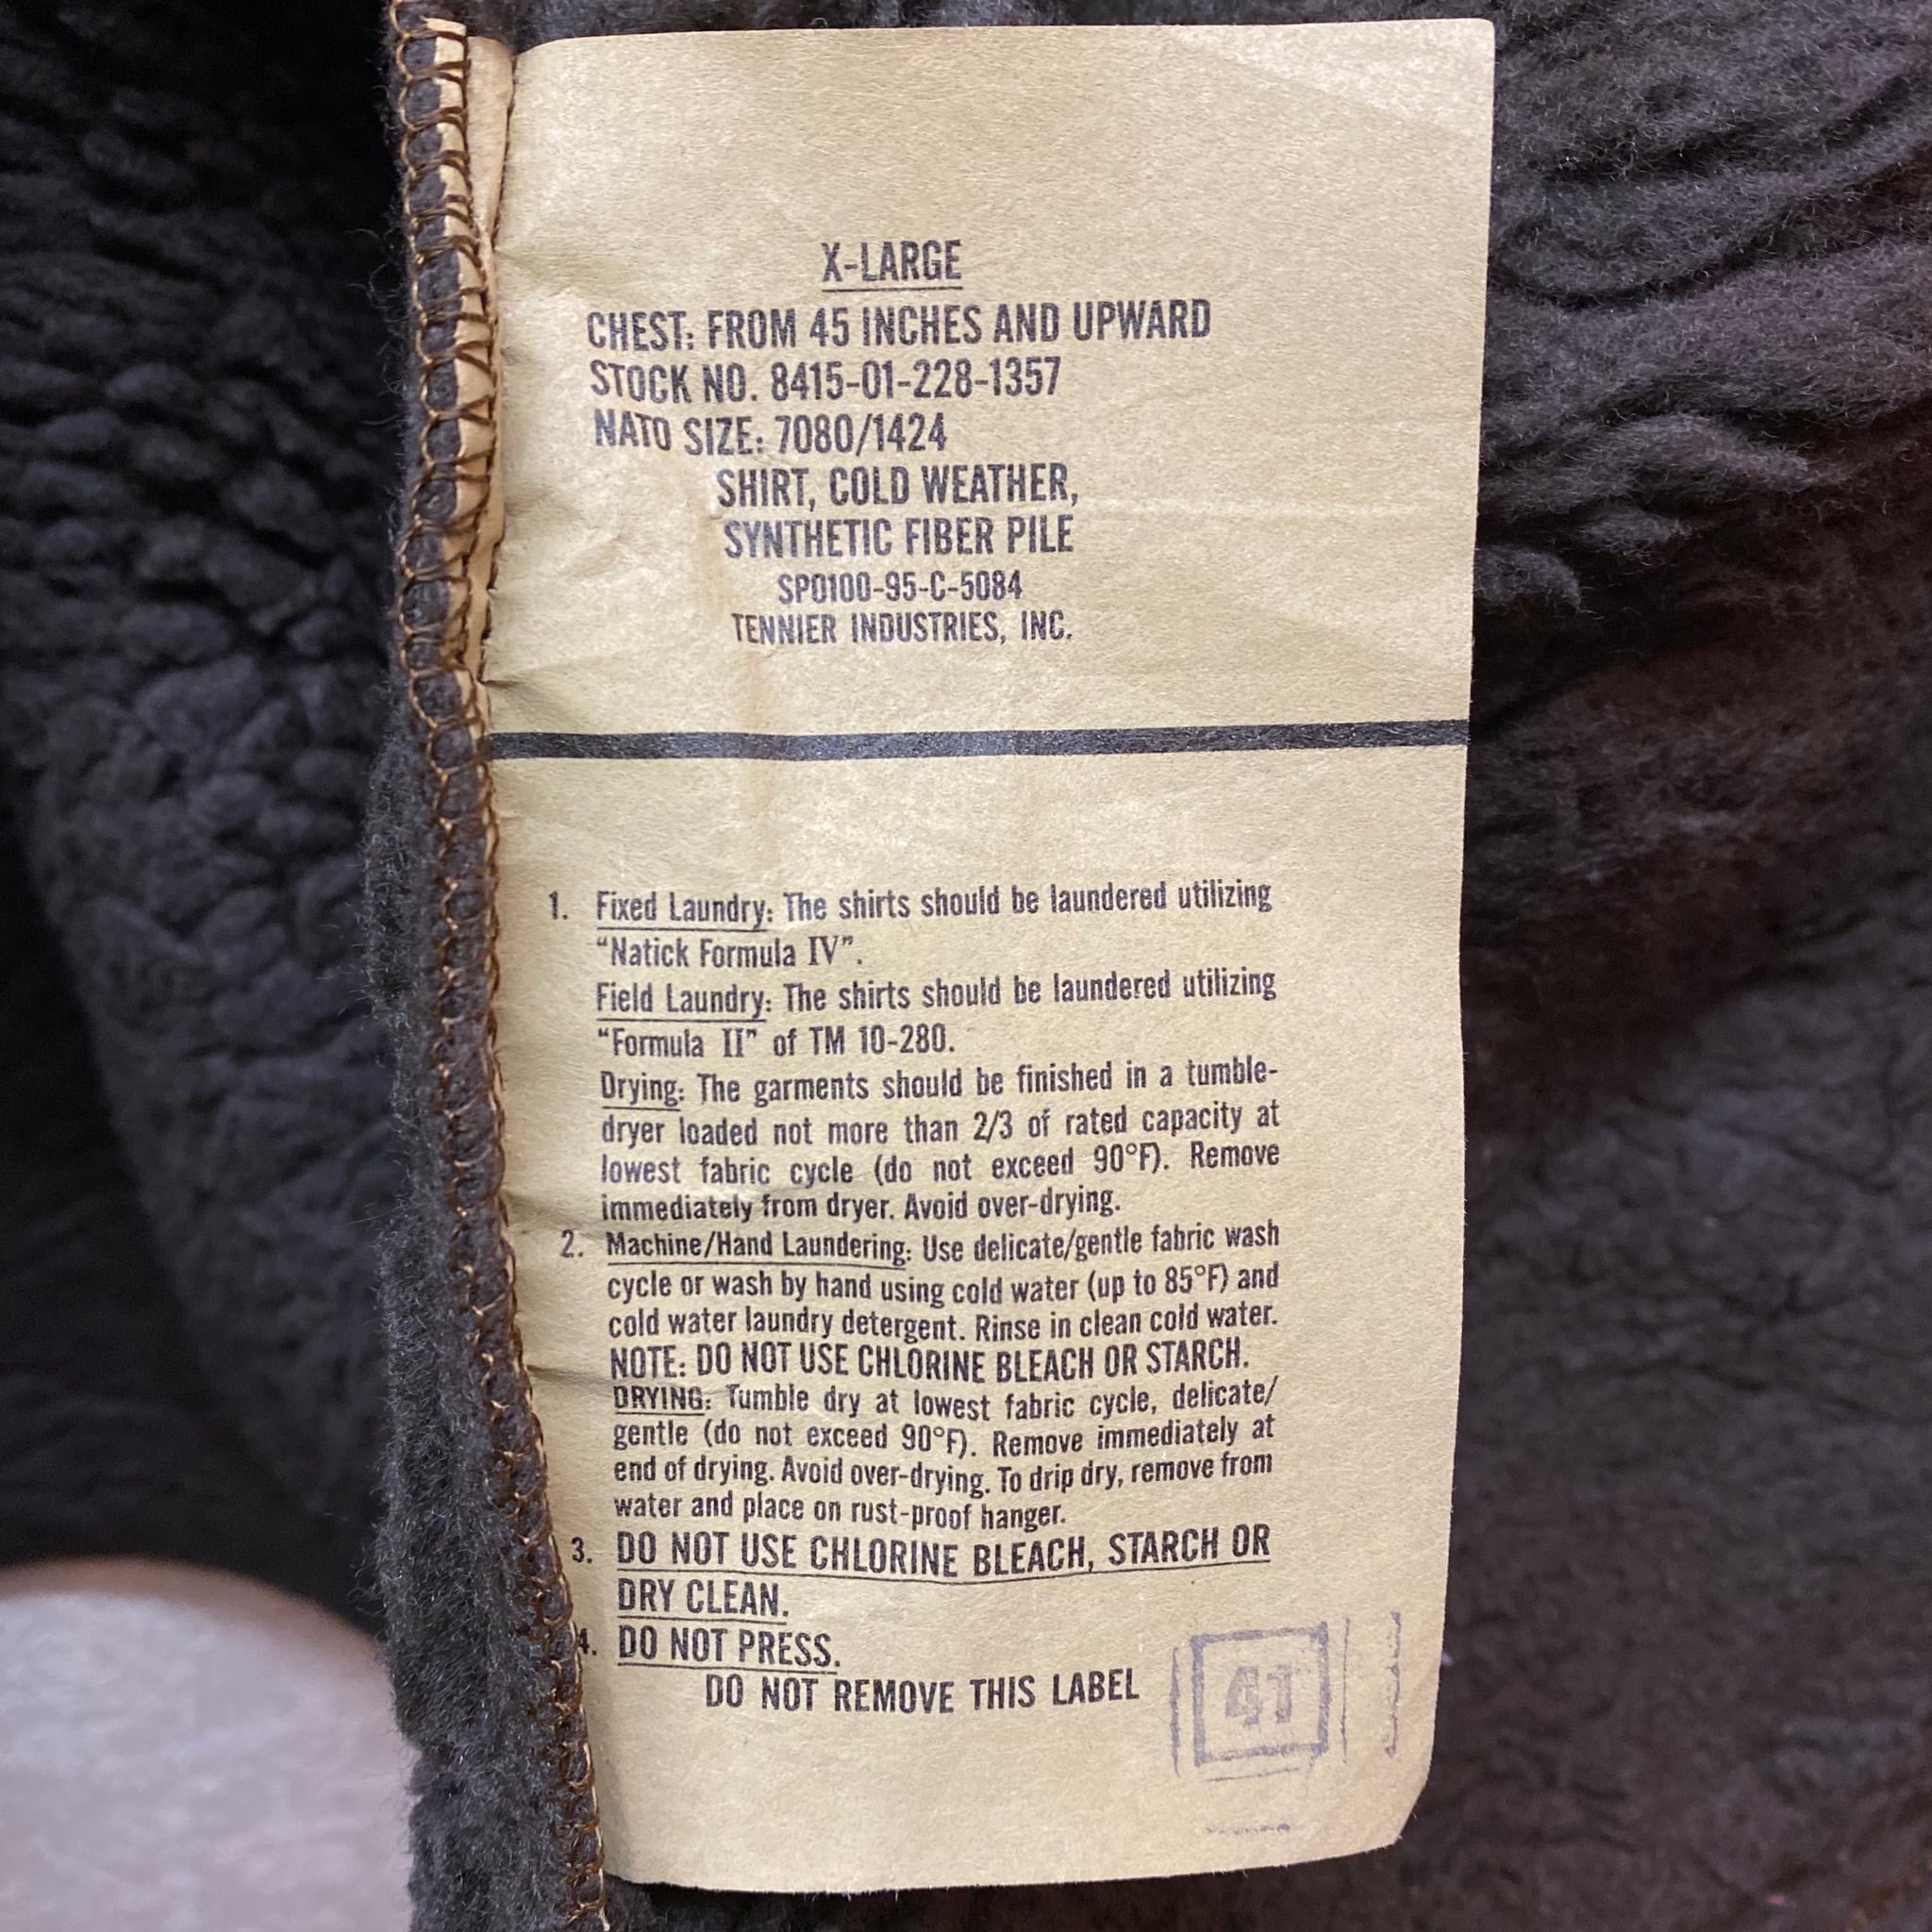 X-LARGE
CHEST: FROM 45 INCHES AND UPWARD
STOCK NO. 8415-01-228-1357
NATO SIZE: 7080/1424
SHIRT, COLD WEATHER,
SYNTHETIC FIBER PILE
SP0100-95-C-5084
TENNIER INDUSTRIES, INC.
1. Fixed Laundry: The shirts should be laundered utilizing
“Natick Formula IV”.
Field Laundry: The shirts should be laundered utilizing
“Formula II” of TM 10-280.
Drying: The garments should be finished in a tumble-
dryer loaded not more than 2/3 of rated capacity at
lowest fabric cycle (do not exceed 90°F). Remove
immediately from dryer. Avoid over-drying.
2. Machine/Hand Laundering: Use delicate/gentle fabric wash
cycle or wash by hand using cold water (up to 85°F) and
cold water laundry detergent. Rinse in clean cold water.
NOTE: DO NOT USE CHLORINE BLEACH OR STARCH.
DRYING: Tumble dry at lowest fabric cycle, delicate/
gentle (do not exceed 90°F). Remove immediately at
end of drying. Avoid over-drying. To drip dry, remove from
water and place on rust-proof hanger.
3. DO NOT USE CHLORINE BLEACH, STARCH OR
DRY CLEAN.
4. DO NOT PRESS.
DO NOT REMOVE THIS LABEL